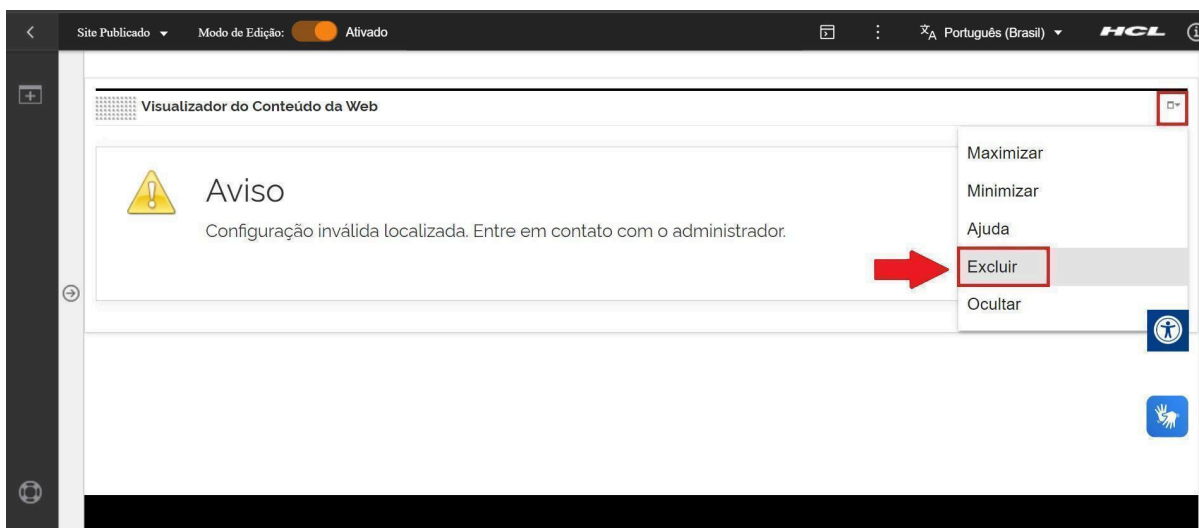 Site Publicado Modo de Edição: Ativado Português (Brasil) HCL
Visualizador do Conteúdo da Web
Aviso
Configuração inválida localizada. Entre em contato com o administrador.
Maximizar
Minimizar
Ajuda
Excluir
Ocultar